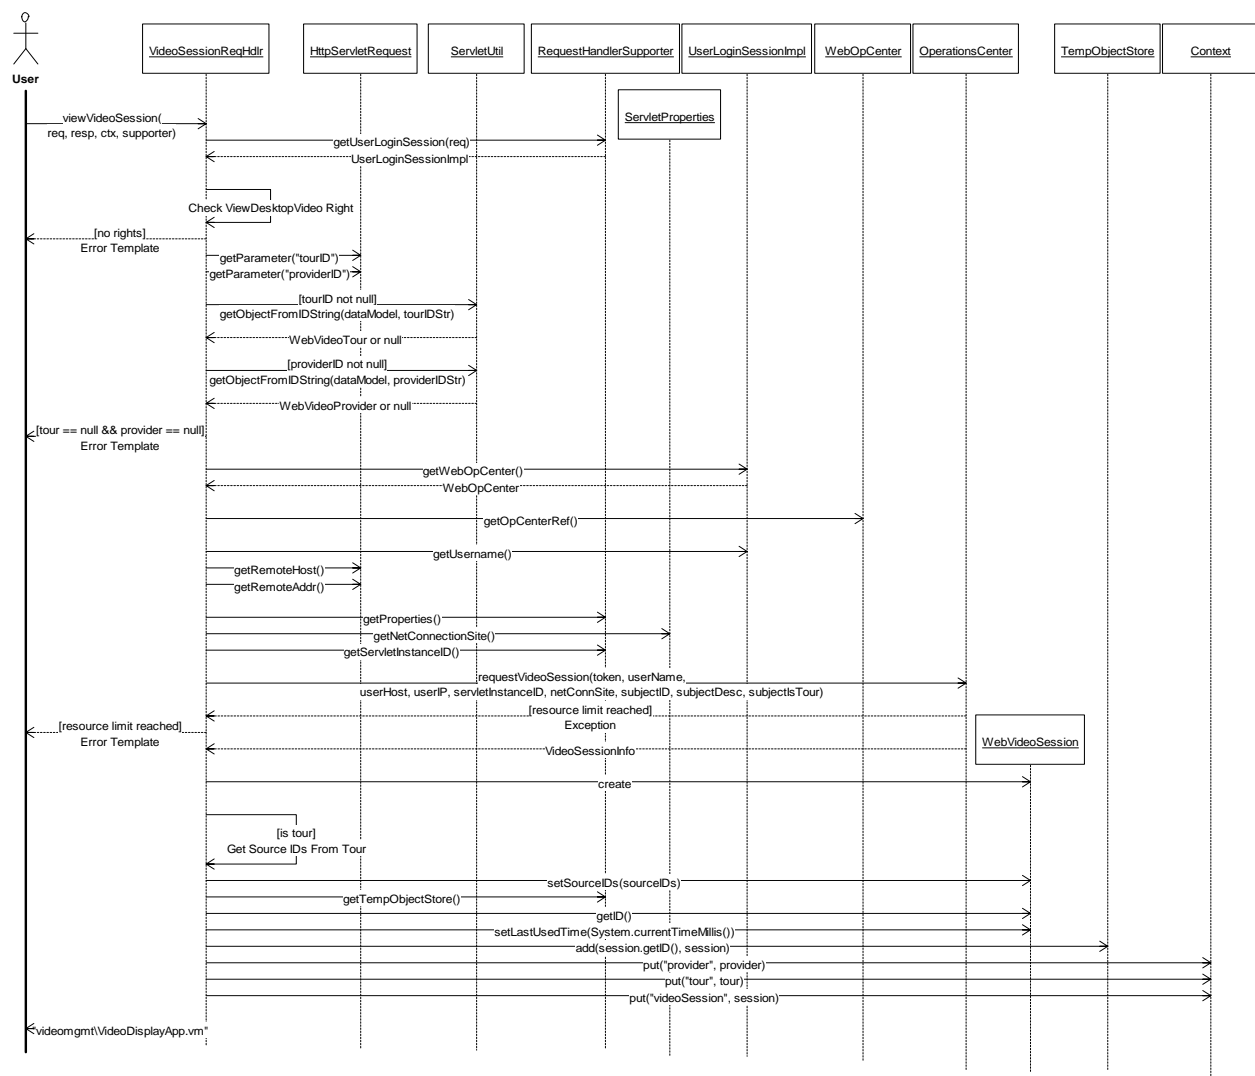 VideoSessionReqHdlr
HttpServletRequest
ServletUtil
RequestHandlerSupporter
UserLoginSessionImpl
WebOpCenter
OperationsCenter
TempObjectStore
Context
User
ServletProperties
viewVideoSession(
req, resp, ctx, supporter)
getUserLoginSession(req)
UserLoginSessionImpl
Check ViewDesktopVideo Right
[no rights]
Error Template
getParameter("tourID")
getParameter("providerID")
[tourID not null]
getObjectFromIDString(dataModel, tourIDStr)
WebVideoTour or null
[providerID not null]
getObjectFromIDString(dataModel, providerIDStr)
WebVideoProvider or null
[tour == null && provider == null]
Error Template
getWebOpCenter()
WebOpCenter
getOpCenterRef()
getUsername()
getRemoteHost()
getRemoteAddr()
getProperties()
getNetConnectionSite()
getServletInstanceID()
requestVideoSession(token, userName,
userHost, userIP, servletInstanceID, netConnSite, subjectID, subjectDesc, subjectIsTour)
[resource limit reached]
Exception
[resource limit reached]
Error Template
WebVideoSession
VideoSessionInfo
create
[is tour]
Get Source IDs From Tour
setSourceIDs(sourceIDs)
getTempObjectStore()
getID()
setLastUsedTime(System.currentTimeMillis())
add(session.getID(), session)
put("provider", provider)
put("tour", tour)
put("videoSession", session)
videomgmt\VideoDisplayApp.vm"